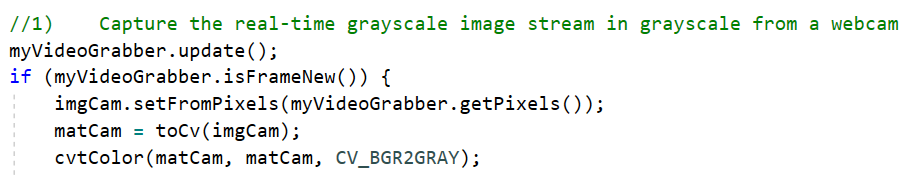 //1)    Capture the real-time grayscale image stream in grayscale from a webcam
myVideoGrabber.update();
if (myVideoGrabber.isFrameNew()) {
    imgCam.setFromPixels(myVideoGrabber.getPixels());
    matCam = toCv(imgCam);
    cvtColor(matCam, matCam, CV_BGR2GRAY);